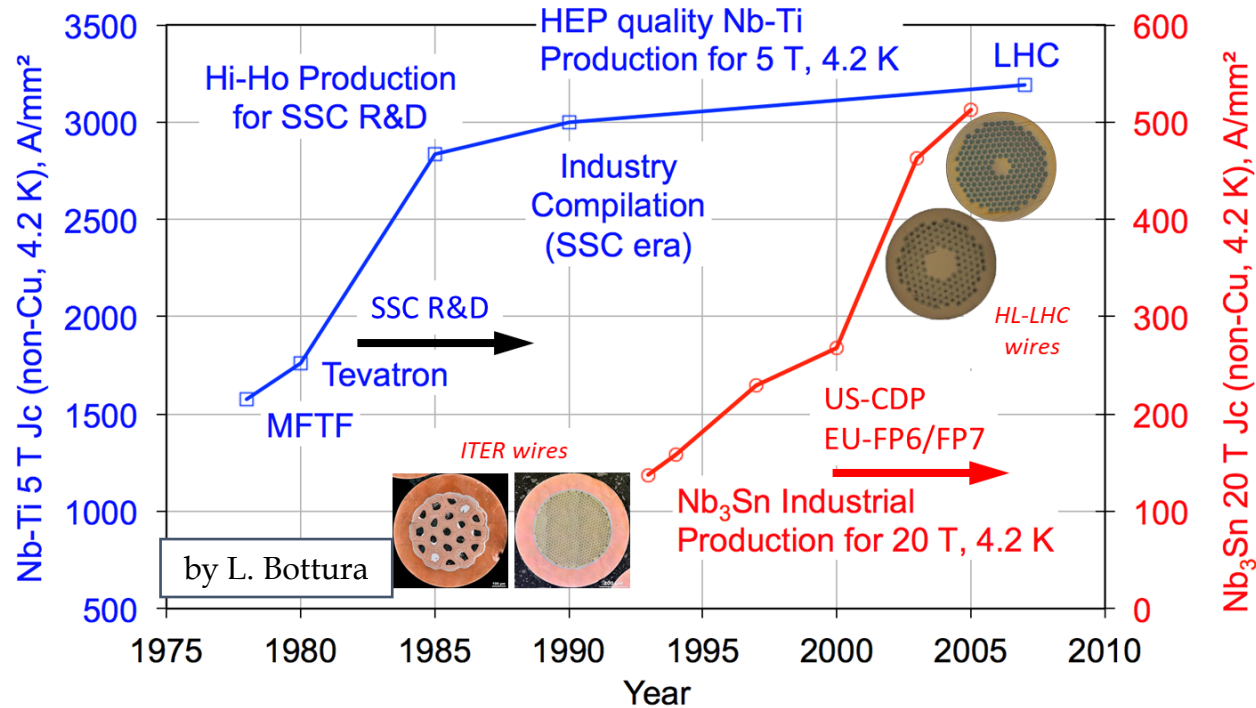 Nb-Ti 5 T Jc (non-Cu, 4.2 K), A/mm²
3500
3000
2500
2000
1500
1000
500
HEP quality Nb-Ti
Production for 5 T, 4.2 K
LHC
Hi-Ho Production
for SSC R&D
Industry
Compilation
(SSC era)
SSC R&D
Tevatron
MFTF
HL-LHC
wires
US-CDP
EU-FP6/FP7
ITER wires
Nb₃Sn Industrial
Production for 20 T, 4.2 K
by L. Bottura
600
500
400
300
200
100
0
Nb₃Sn 20 T Jc (non-Cu, 4.2 K), A/mm²
1975 1980 1985 1990 1995 2000 2005 2010
Year